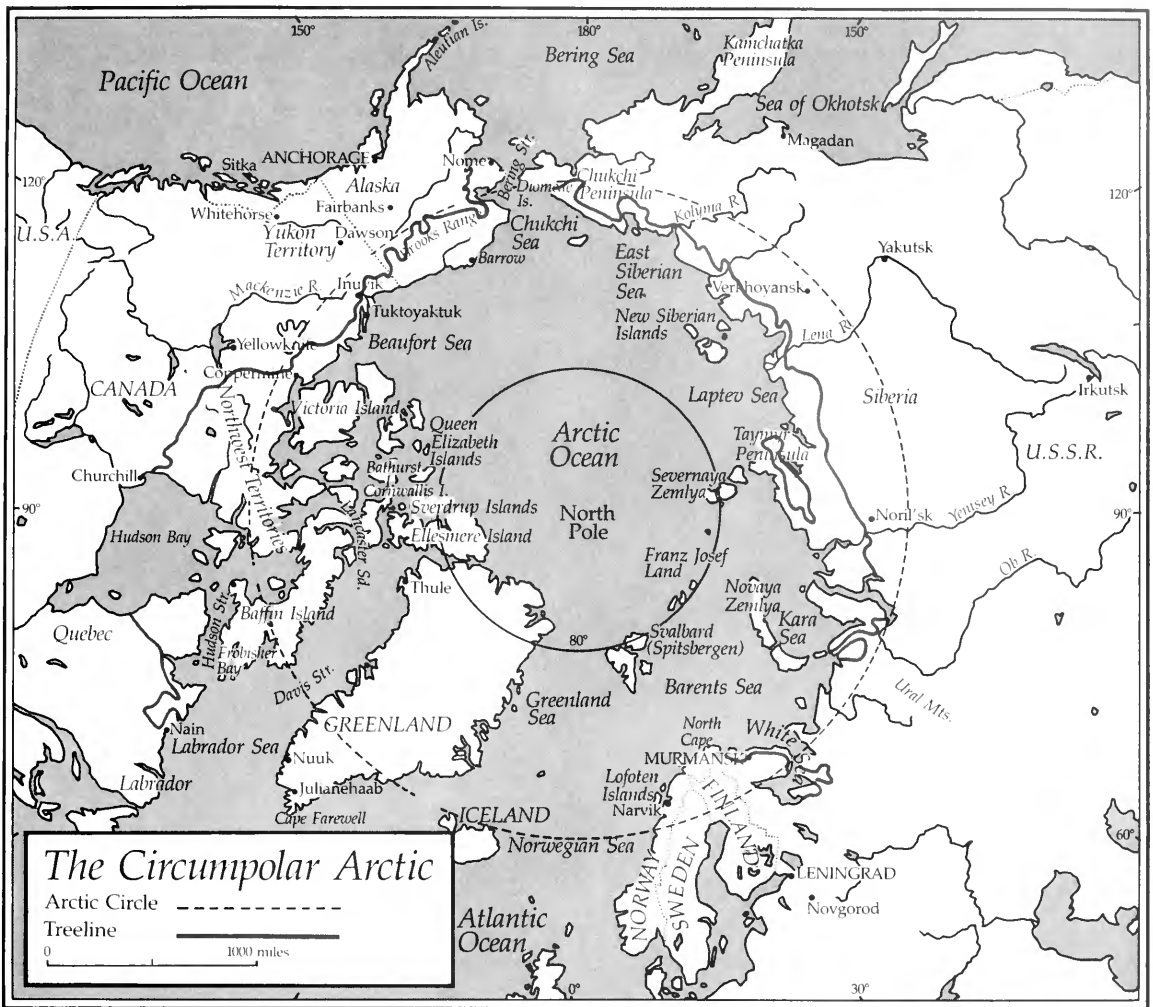 150°
180°
150°
Aleutian Is.
Bering Sea
Kamchatka
Peninsula
Pacific Ocean
Sea of Okhotsk
Magadan
Sitka
ANCHORAGE
Nome
Bering Str.
Diomede
Is.
Chukchi
Peninsula
120°
120°
Alaska
Whitehorse
Fairbanks
Kolyma R.
U.S.A.
Yukon
Territory
Dawson
Brooks Range
Chukchi
Sea
Barrow
East
Siberian
Sea
Yakutsk
Mackenzie R.
Inuvik
Verkhoyansk
Tuktoyaktuk
New Siberian
Islands
Lena R.
Yellowknife
Beaufort Sea
Coppermine
CANADA
Irkutsk
Laptev Sea
Siberia
Victoria Island
Northwest Territories
Queen
Elizabeth
Islands
Arctic
Ocean
Taymyr
Peninsula
U.S.S.R.
Churchill
Bathurst
I.
Cornwallis I.
Severnaya
Zemlya
90°
Sverdrup Islands
North
Pole
Noril'sk
Yenisey R.
90°
Hudson Bay
Lancaster Sd.
Ellesmere Island
Franz Josef
Land
Ob R.
Thule
Novaya
Zemlya
Kara
Sea
Baffin Island
Quebec
Hudson Str.
80°
Svalbard
(Spitsbergen)
Frobisher
Bay
Davis Str.
Barents Sea
Ural Mts.
Greenland
Sea
GREENLAND
North
Cape
White Sea
Nain
Labrador Sea
Nuuk
MURMANSK
Labrador
Julianehaab
Lofoten
Islands
Narvik
FINLAND
Cape Farewell
ICELAND
Norwegian Sea
60°
NORWAY
SWEDEN
LENINGRAD
Novgorod
Atlantic
Ocean
0°
30°
The Circumpolar Arctic
Arctic Circle
Treeline
0
1000 miles